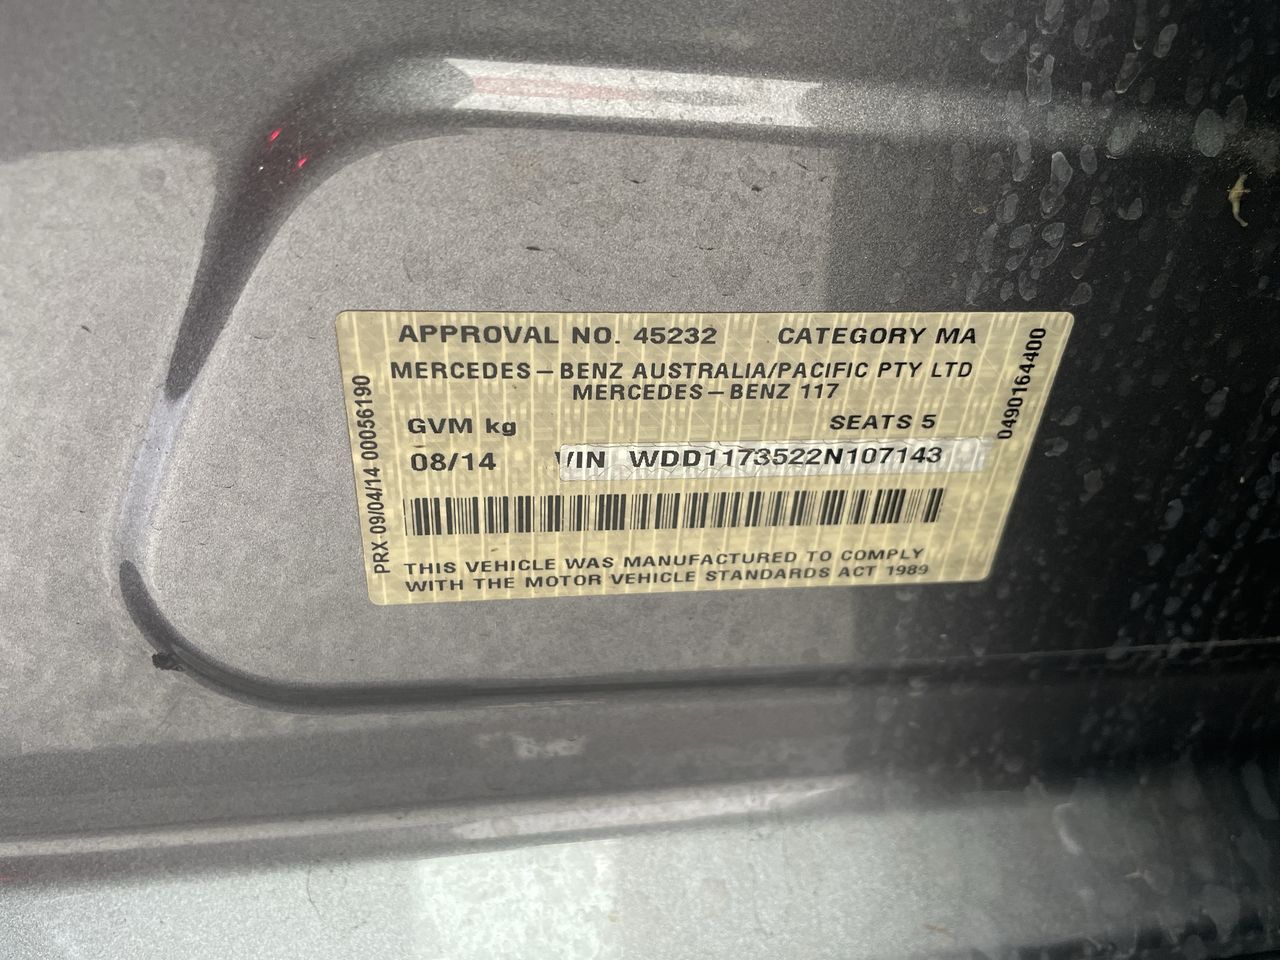 APPROVAL NO. 45232 CATEGORY MA
MERCEDES-BENZ AUSTRALIA/PACIFIC PTY LTD
MERCEDES-BENZ 117
GVM kg SEATS 5
08/14 VIN WDD1173522N107143
THIS VEHICLE WAS MANUFACTURED TO COMPLY
WITH THE MOTOR VEHICLE STANDARDS ACT 1989
PRX 09/04/14 00056190
0490164400